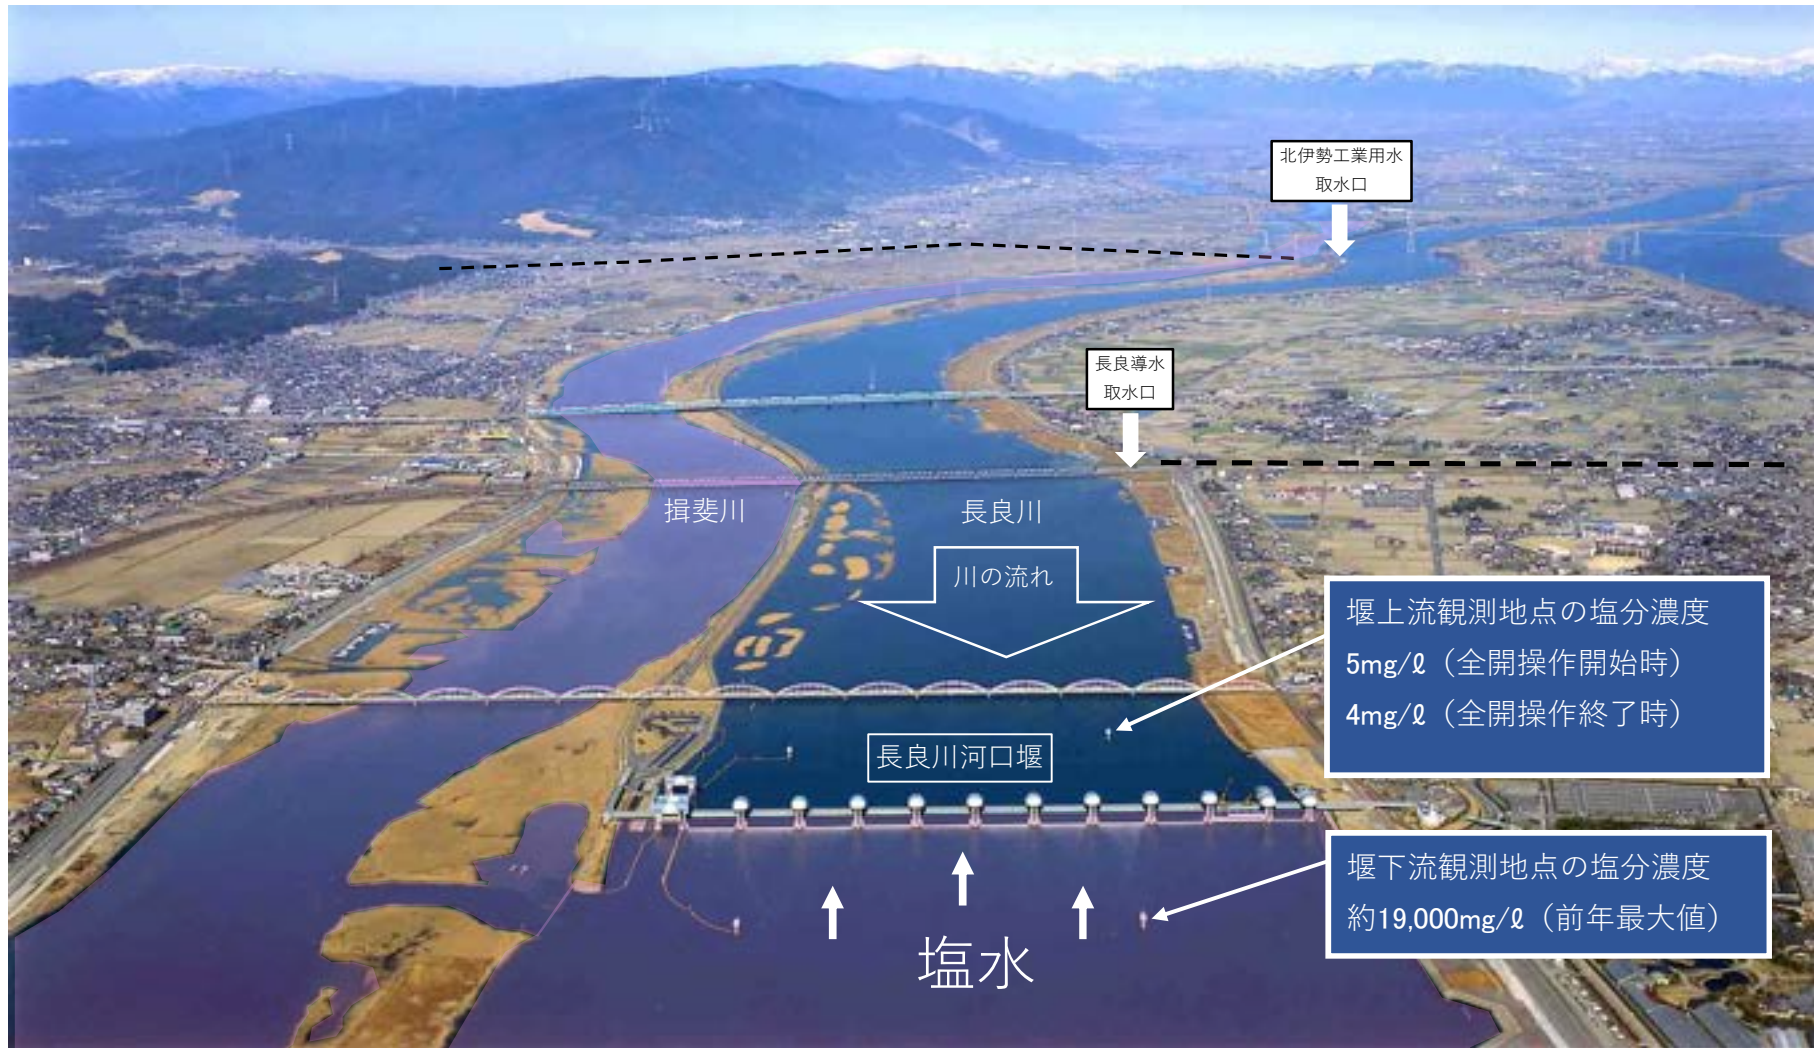 北伊勢工業用水
取水口
長良導水
取水口
揖斐川
長良川
川の流れ
堰上流観測地点の塩分濃度
5mg/ℓ（全開操作開始時）
4mg/ℓ（全開操作終了時）
長良川河口堰
堰下流観測地点の塩分濃度
約19,000mg/ℓ（前年最大値）
塩水